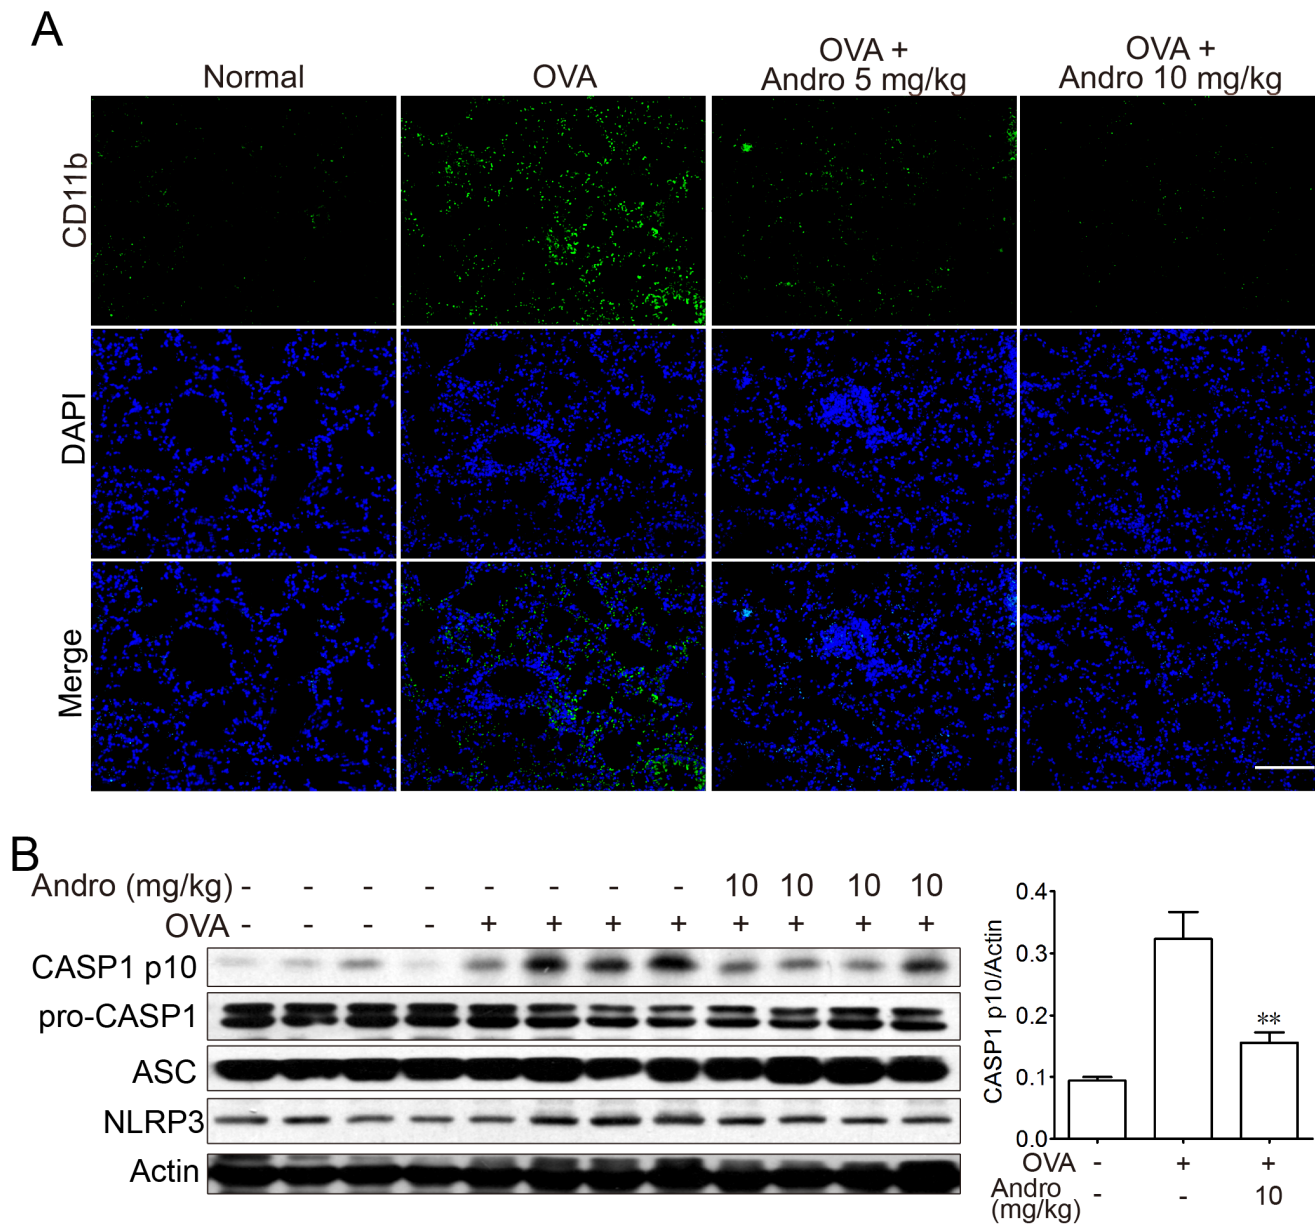 A
Normal
OVA
OVA +
Andro 5 mg/kg
OVA +
Andro 10 mg/kg
CD11b
DAPI
Merge
B
Andro (mg/kg) - - - - - - - - 10 10 10 10
OVA - - - - + + + + + + + +
CASP1 p10
pro-CASP1
ASC
NLRP3
Actin
CASP1 p10/Actin
0.4
0.3
0.2
0.1
0.0
**
OVA - + +
Andro
(mg/kg) - - 10